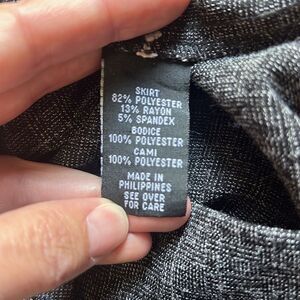 SKIRT
82% POLYESTER
13% RAYON
5% SPANDEX
BODICE
100% POLYESTER
CAMI
100% POLYESTER
MADE IN
PHILIPPINES
SEE OVER
FOR CARE